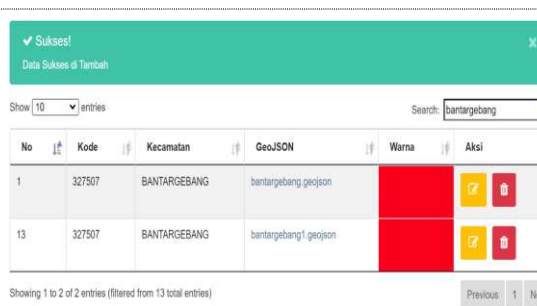 Sukses!
Data Sukses di Tambah
Show 10 entries
Search: bantargebang
No Kode Kecamatan GeoJSON Warna Aksi
1 327507 BANTARGEBANG bantargebang.geojson
13 327507 BANTARGEBANG bantargebang1.geojson
Showing 1 to 2 of 2 entries (filtered from 13 total entries)
Previous 1 N